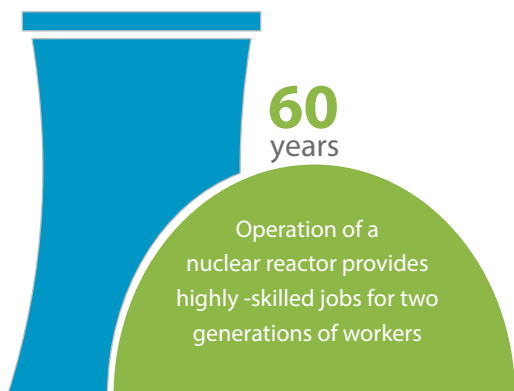 60
years
Operation of a
nuclear reactor provides
highly -skilled jobs for two
generations of workers